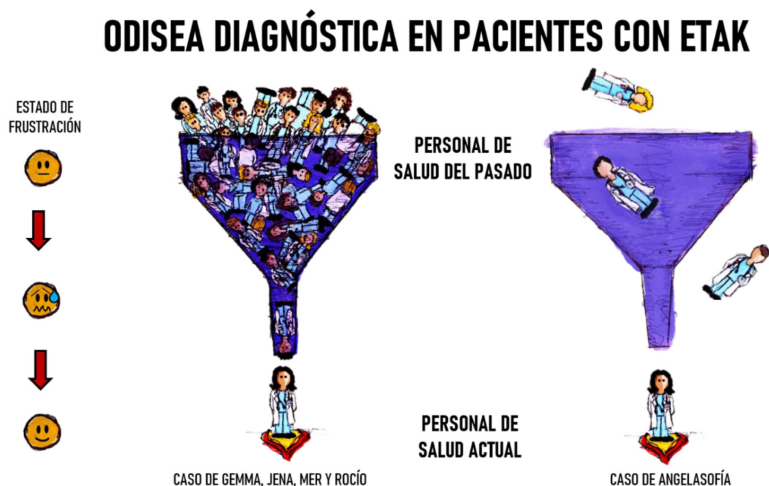 ODISEA DIAGNÓSTICA EN PACIENTES CON ETAK
ESTADO DE
FRUSTRACIÓN
PERSONAL DE
SALUD DEL PASADO
PERSONAL DE
SALUD ACTUAL
CASO DE GEMMA, JENA, MER Y ROCÍO
CASO DE ANGELASOFÍA